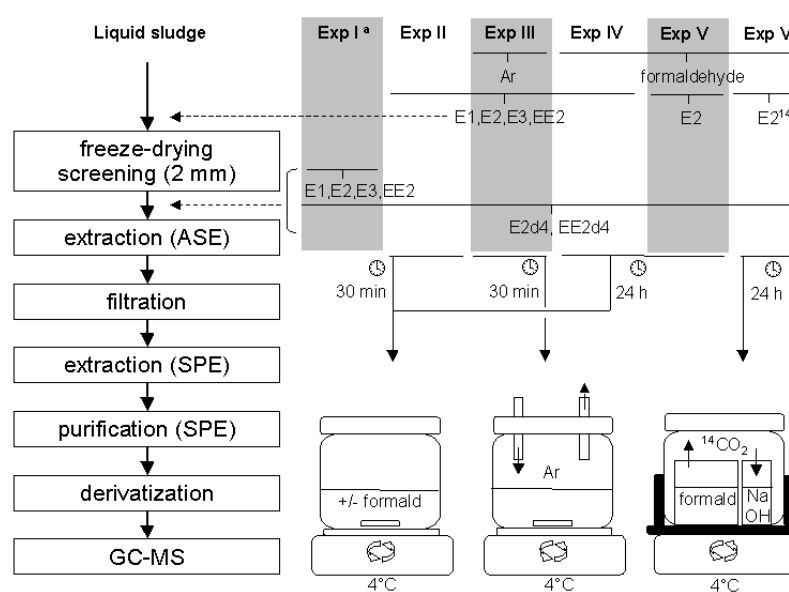 Liquid sludge
Exp I a
Exp II
Exp III
Exp IV
Exp V
Exp V
Ar
formaldehyde
E1,E2,E3,EE2
E2
E214
freeze-drying
screening (2 mm)
E1,E2,E3,EE2
E2d4, EE2d4
extraction (ASE)
30 min
30 min
24 h
24 h
filtration
extraction (SPE)
purification (SPE)
derivatization
GC-MS
+/- formald
Ar
14CO2
formald
Na
OH
4°C
4°C
4°C